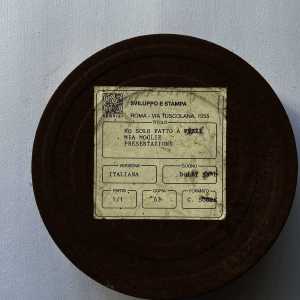 SVILUPPO E STAMPA
ROMA - VIA TUSCOLANA, 1055
TITOLO
HO SOLO FATTO A
MIA MOGLIE
PRESENTAZIONE
VERSIONE
SUONO
ITALIANA
DOLBY
PARTE
COPIA
FORMATO
1/1
63
C.